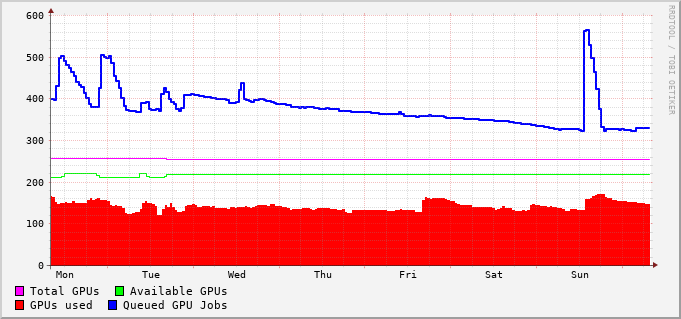 600
500
400
300
200
100
0
Mon Tue Wed Thu Fri Sat Sun
Total GPUs Available GPUs
GPUs used Queued GPU Jobs
RRDTOOL / TOBI OETIKER